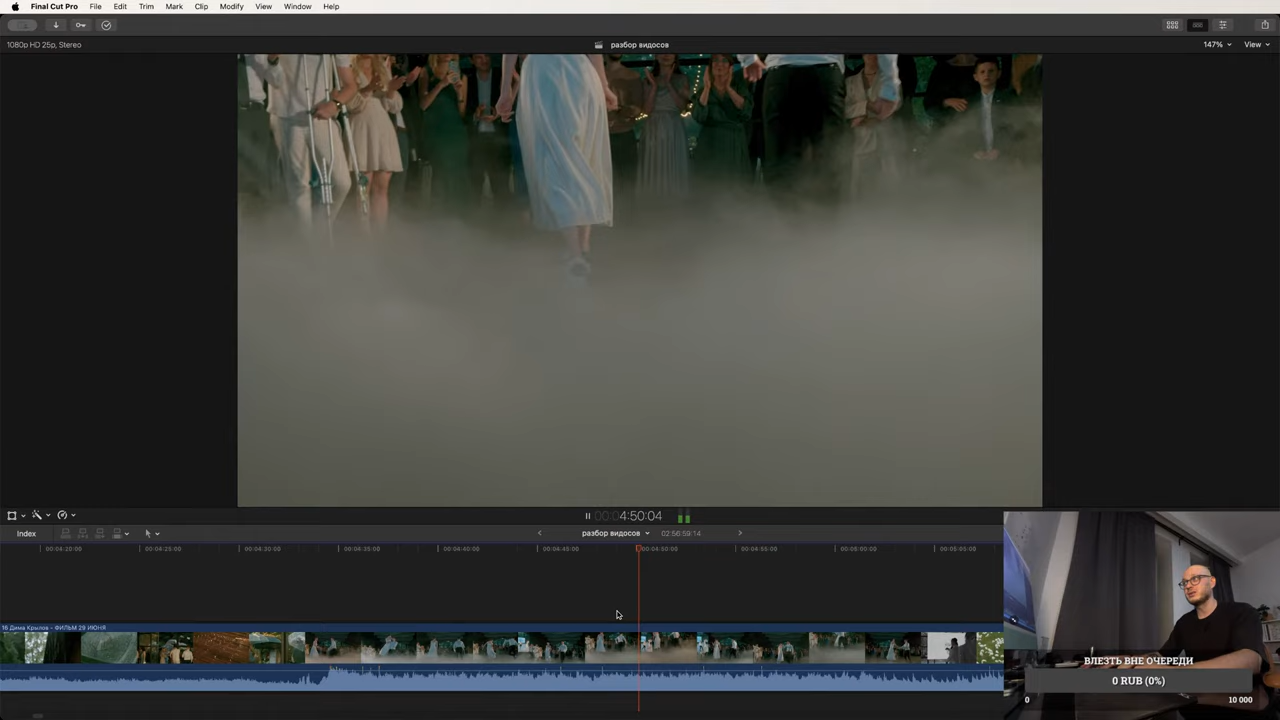 Final Cut Pro File Edit Trim Mark Clip Modify View Window Help
1080p HD 25p, Stereo
разбор видосов
147%
View
00:04:50:04
Index
разбор видосов
02:56:59:14
00:04:20:00 00:04:25:00 00:04:30:00 00:04:35:00 00:04:40:00 00:04:45:00 00:04:50:00 00:04:55:00 00:05:00:00 00:05:05:00
16 Дима Крылов - ФИЛЬМ 29 ИЮНЯ
ВЛЕЗТЬ ВНЕ ОЧЕРЕДИ
0 RUB (0%)
0 10 000